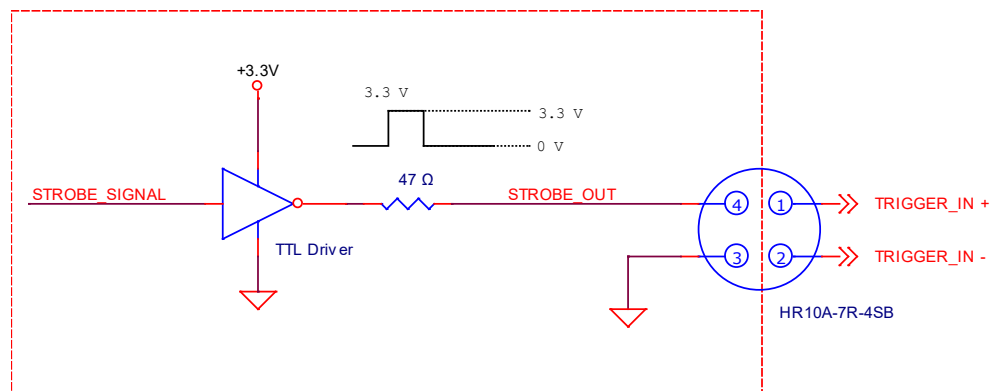 +3.3V
3.3 V
3.3 V
0 V
STROBE_SIGNAL
47 Ω
STROBE_OUT
4
1
TRIGGER_IN +
TTL Driver
3
2
TRIGGER_IN -
HR10A-7R-4SB